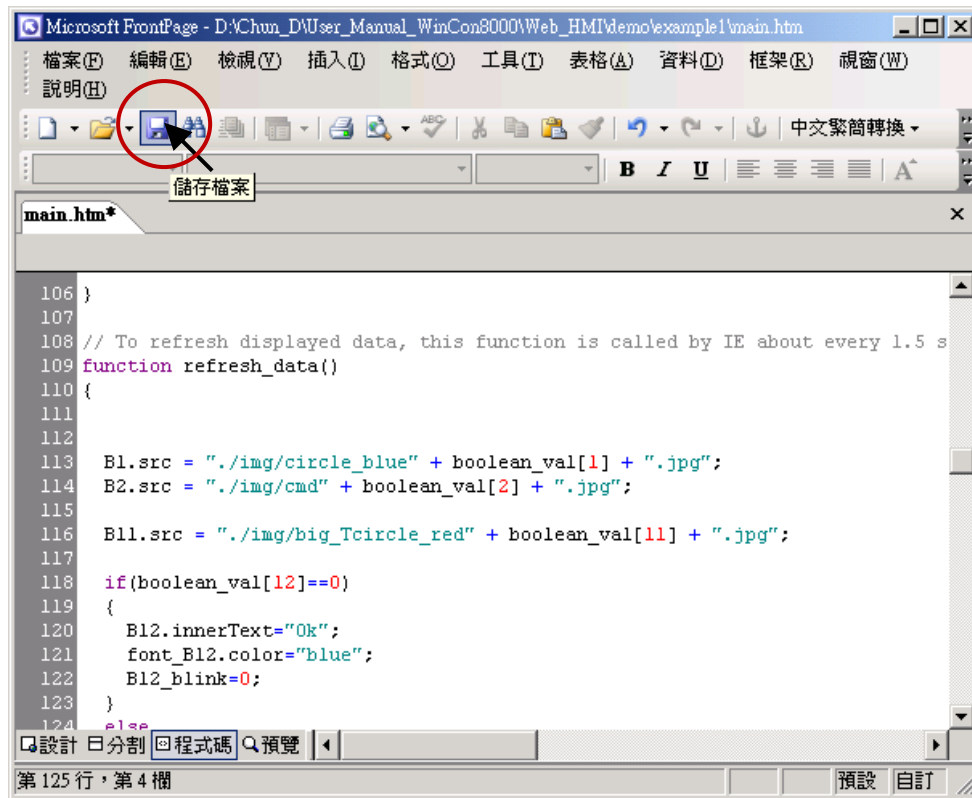 Microsoft FrontPage - D:\Chun_D\User_Manual_WinCon8000\Web_HMI\demo\example1\main.htm
檔案(F) 編輯(E) 檢視(V) 插入(I) 格式(O) 工具(T) 表格(A) 資料(D) 框架(R) 視窗(W)
說明(H)
ABC 中文繁簡轉換
B I U A
儲存檔案
main.htm*
106 }
107
108 // To refresh displayed data, this function is called by IE about every 1.5 s
109 function refresh_data()
110 {
111
112
113 B1.src = "./img/circle_blue" + boolean_val[1] + ".jpg";
114 B2.src = "./img/cmd" + boolean_val[2] + ".jpg";
115
116 B11.src = "./img/big_Tcircle_red" + boolean_val[11] + ".jpg";
117
118 if(boolean_val[12]==0)
119 {
120 B12.innerText="Ok";
121 font_B12.color="blue";
122 B12_blink=0;
123 }
124 else
設計 分割 程式碼 預覽
第 125 行，第 4 欄 預設 自訂